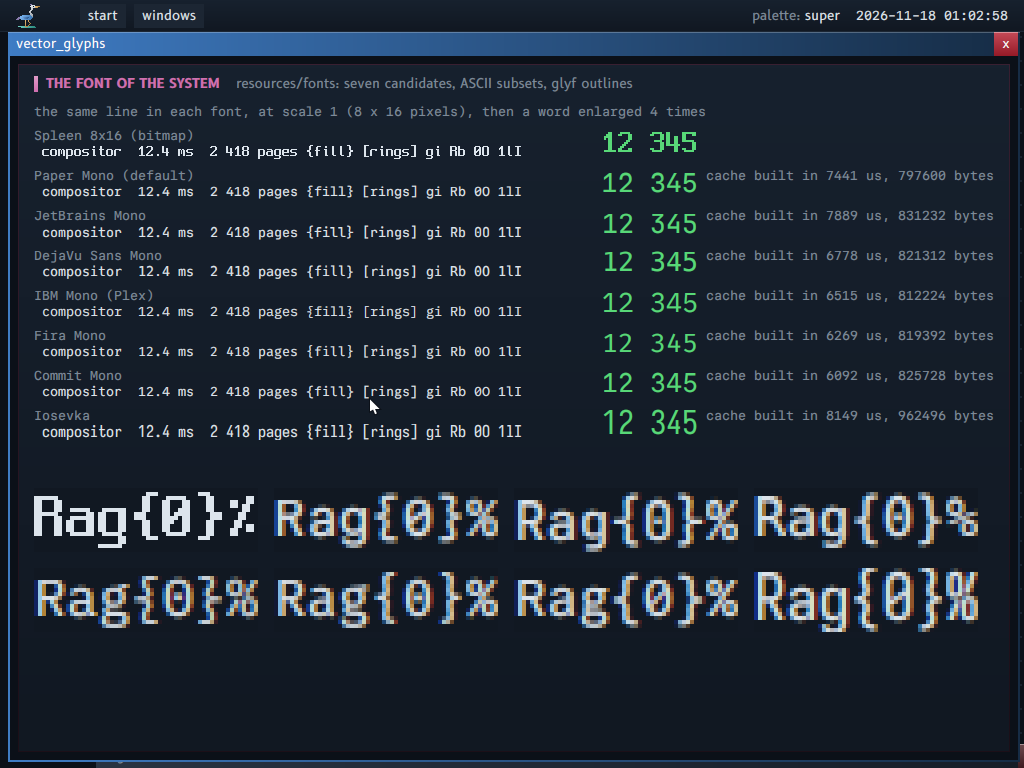 start windows palette: super 2026-11-18 01:02:58
vector_glyphs x
THE FONT OF THE SYSTEM resources/fonts: seven candidates, ASCII subsets, glyf outlines
the same line in each font, at scale 1 (8 x 16 pixels), then a word enlarged 4 times
Spleen 8x16 (bitmap)
compositor 12.4 ms 2 418 pages {fill} [rings] gi Rb 0O 1lI 12 345
Paper Mono (default)
compositor 12.4 ms 2 418 pages {fill} [rings] gi Rb 0O 1lI 12 345 cache built in 7441 us, 797600 bytes
JetBrains Mono
compositor 12.4 ms 2 418 pages {fill} [rings] gi Rb 0O 1lI 12 345 cache built in 7889 us, 831232 bytes
DejaVu Sans Mono
compositor 12.4 ms 2 418 pages {fill} [rings] gi Rb 0O 1lI 12 345 cache built in 6778 us, 821312 bytes
IBM Mono (Plex)
compositor 12.4 ms 2 418 pages {fill} [rings] gi Rb 0O 1lI 12 345 cache built in 6515 us, 812224 bytes
Fira Mono
compositor 12.4 ms 2 418 pages {fill} [rings] gi Rb 0O 1lI 12 345 cache built in 6269 us, 819392 bytes
Commit Mono
compositor 12.4 ms 2 418 pages {fill} [rings] gi Rb 0O 1lI 12 345 cache built in 6092 us, 825728 bytes
Iosevka
compositor 12.4 ms 2 418 pages {fill} [rings] gi Rb 0O 1lI 12 345 cache built in 8149 us, 962496 bytes
Rag{0}% Rag{0}% Rag{0}% Rag{0}%
Rag{0}% Rag{0}% Rag{0}% Rag{0}%